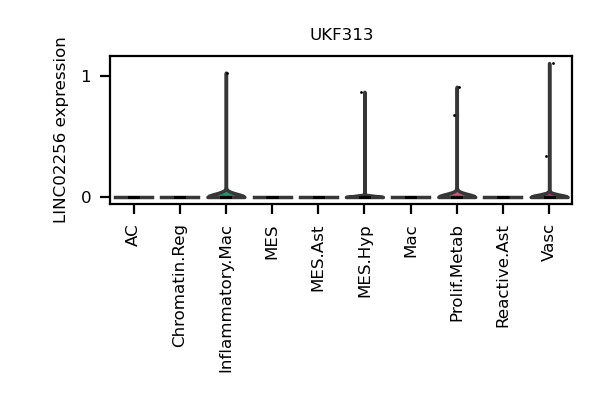 UKF313
LINC02256 expression
1
0
AC
Chromatin.Reg
Inflammatory.Mac
MES
MES.Ast
MES.Hyp
Mac
Prolif.Metab
Reactive.Ast
Vasc